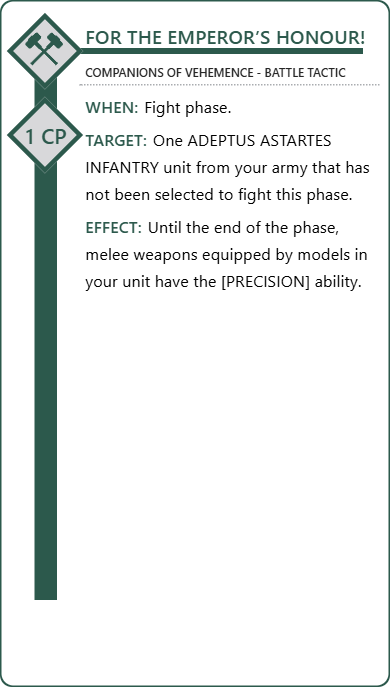 FOR THE EMPEROR’S HONOUR!
COMPANIONS OF VEHEMENCE - BATTLE TACTIC
WHEN: Fight phase.
1 CP
TARGET: One ADEPTUS ASTARTES
INFANTRY unit from your army that has
not been selected to fight this phase.
EFFECT: Until the end of the phase,
melee weapons equipped by models in
your unit have the [PRECISION] ability.